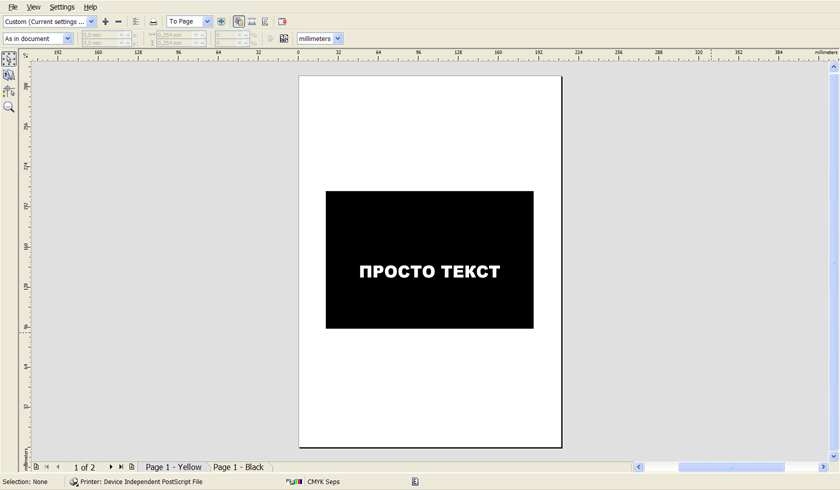 File View Settings Help
Custom (Current settings ... To Page
As in document 0,0 mm x: 0,254 mm 0 % millimeters
0,0 mm y: 0,254 mm 0 %
192 160 128 96 64 32 0 32 64 96 128 160 192 224 256 288 320 352 384 millimeters
288
256
224
192
160
ПРОСТО ТЕКСТ
128
96
64
32
millimeters
1 of 2 Page 1 - Yellow Page 1 - Black
Selection: None Printer: Device Independent PostScript File CMYK Seps